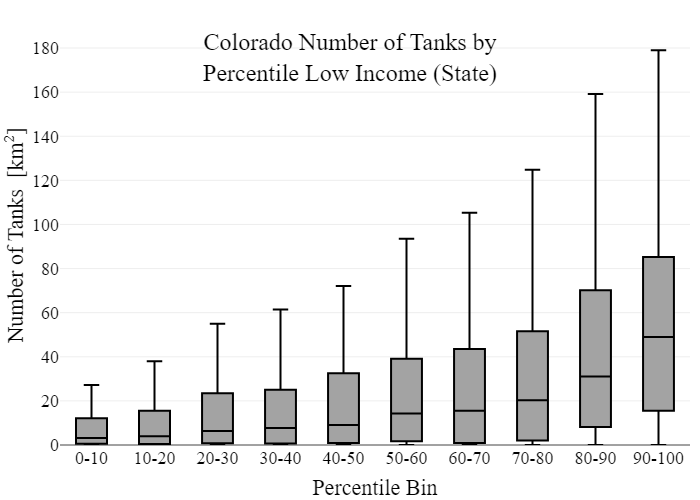 Colorado Number of Tanks by
Percentile Low Income (State)
Number of Tanks [km²]
180
160
140
120
100
80
60
40
20
0
0-10 10-20 20-30 30-40 40-50 50-60 60-70 70-80 80-90 90-100
Percentile Bin